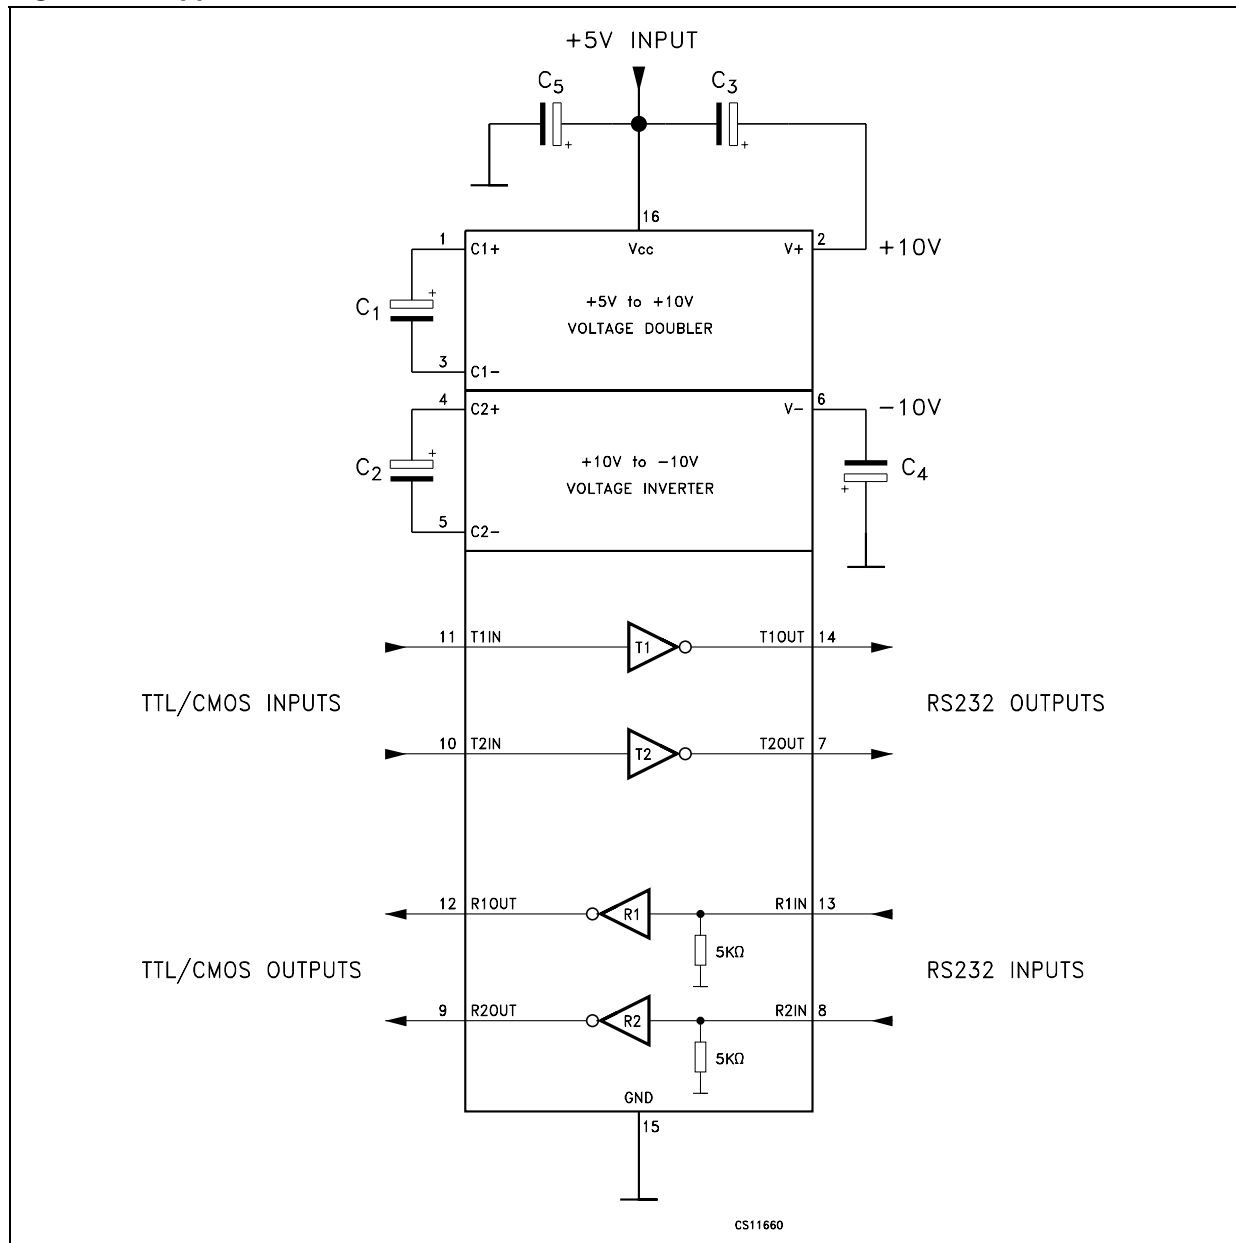 +5V INPUT
C5 C3
+ +
16
1 C1+ Vcc V+ 2 +10V
+
C1 +5V to +10V
VOLTAGE DOUBLER
3 C1-
4 C2+ V- 6 -10V
+
C2 +10V to -10V C4
VOLTAGE INVERTER +
5 C2-
11 T1IN T1 T1OUT 14
TTL/CMOS INPUTS RS232 OUTPUTS
10 T2IN T2 T2OUT 7
12 R1OUT R1 R1IN 13
5KΩ
TTL/CMOS OUTPUTS RS232 INPUTS
9 R2OUT R2 R2IN 8
5KΩ
GND
15
CS11660